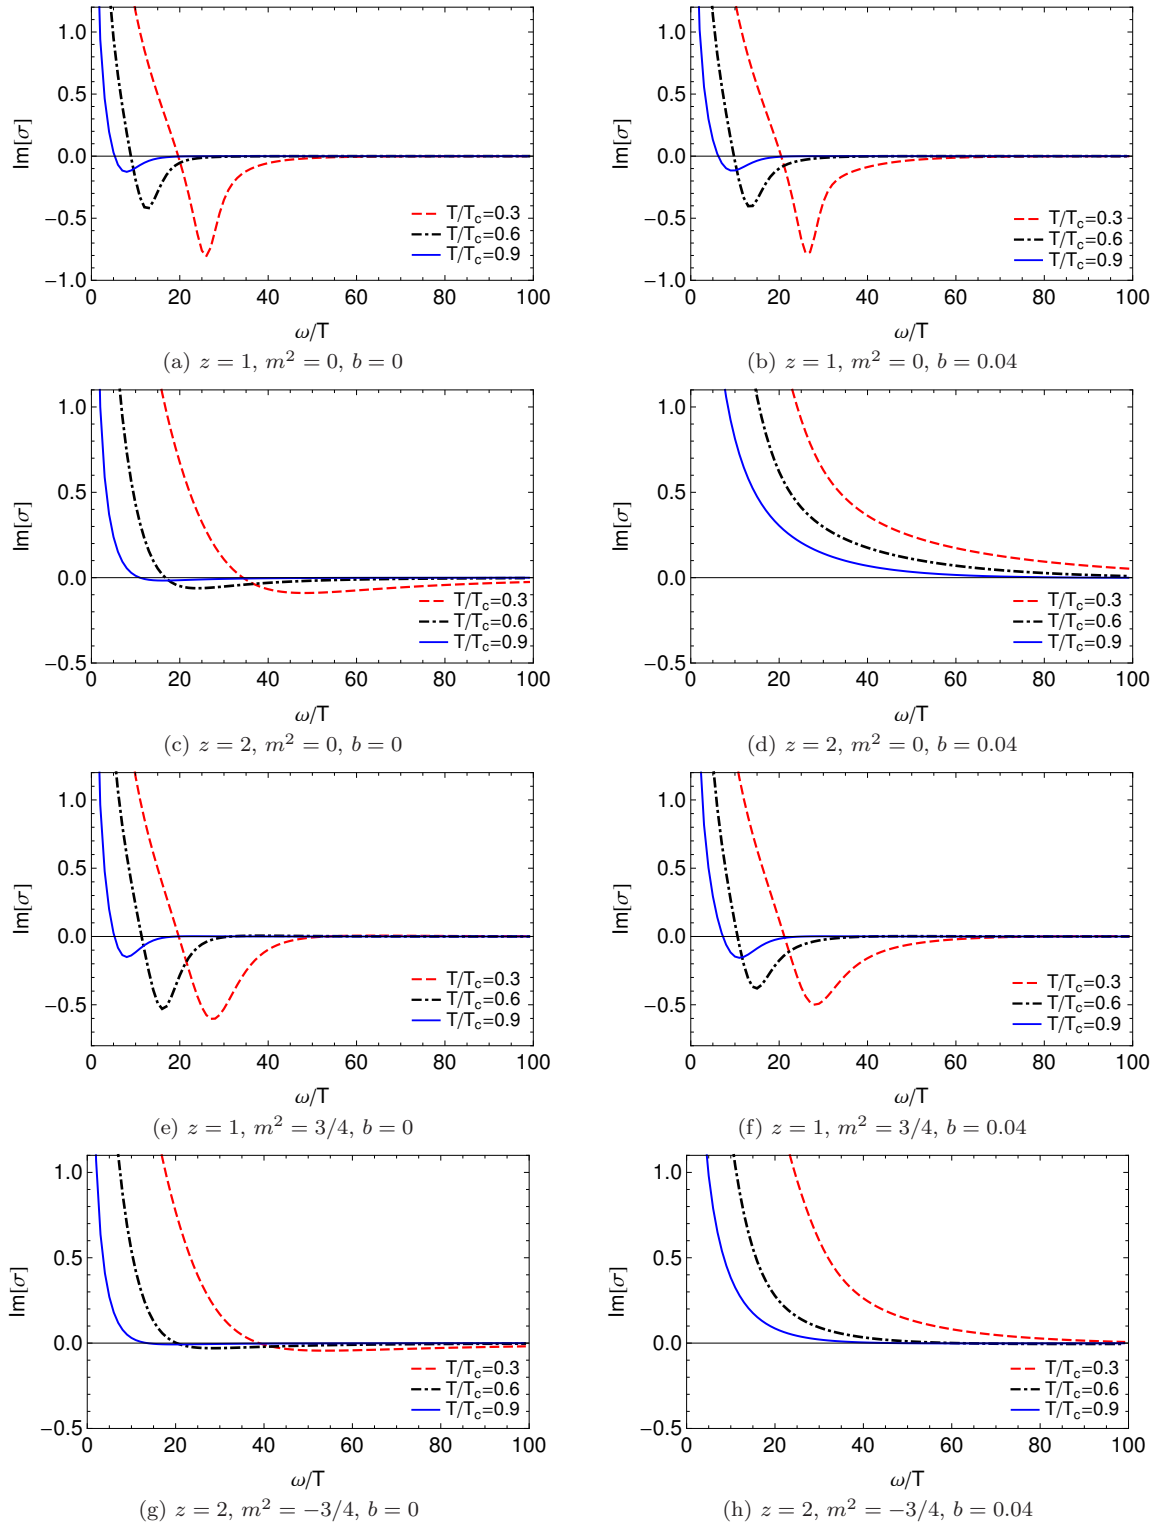 1.0
0.5
0.0
−0.5
−1.0
Im[σ]
T/Tc=0.3
T/Tc=0.6
T/Tc=0.9
0 20 40 60 80 100
ω/T
(a) z = 1, m² = 0, b = 0
1.0
0.5
0.0
−0.5
−1.0
Im[σ]
T/Tc=0.3
T/Tc=0.6
T/Tc=0.9
0 20 40 60 80 100
ω/T
(b) z = 1, m² = 0, b = 0.04
1.0
0.5
0.0
−0.5
Im[σ]
T/Tc=0.3
T/Tc=0.6
T/Tc=0.9
0 20 40 60 80 100
ω/T
(c) z = 2, m² = 0, b = 0
1.0
0.5
0.0
−0.5
Im[σ]
T/Tc=0.3
T/Tc=0.6
T/Tc=0.9
0 20 40 60 80 100
ω/T
(d) z = 2, m² = 0, b = 0.04
1.0
0.5
0.0
−0.5
Im[σ]
T/Tc=0.3
T/Tc=0.6
T/Tc=0.9
0 20 40 60 80 100
ω/T
(e) z = 1, m² = 3/4, b = 0
1.0
0.5
0.0
−0.5
Im[σ]
T/Tc=0.3
T/Tc=0.6
T/Tc=0.9
0 20 40 60 80 100
ω/T
(f) z = 1, m² = 3/4, b = 0.04
1.0
0.5
0.0
−0.5
Im[σ]
T/Tc=0.3
T/Tc=0.6
T/Tc=0.9
0 20 40 60 80 100
ω/T
(g) z = 2, m² = −3/4, b = 0
1.0
0.5
0.0
−0.5
Im[σ]
T/Tc=0.3
T/Tc=0.6
T/Tc=0.9
0 20 40 60 80 100
ω/T
(h) z = 2, m² = −3/4, b = 0.04